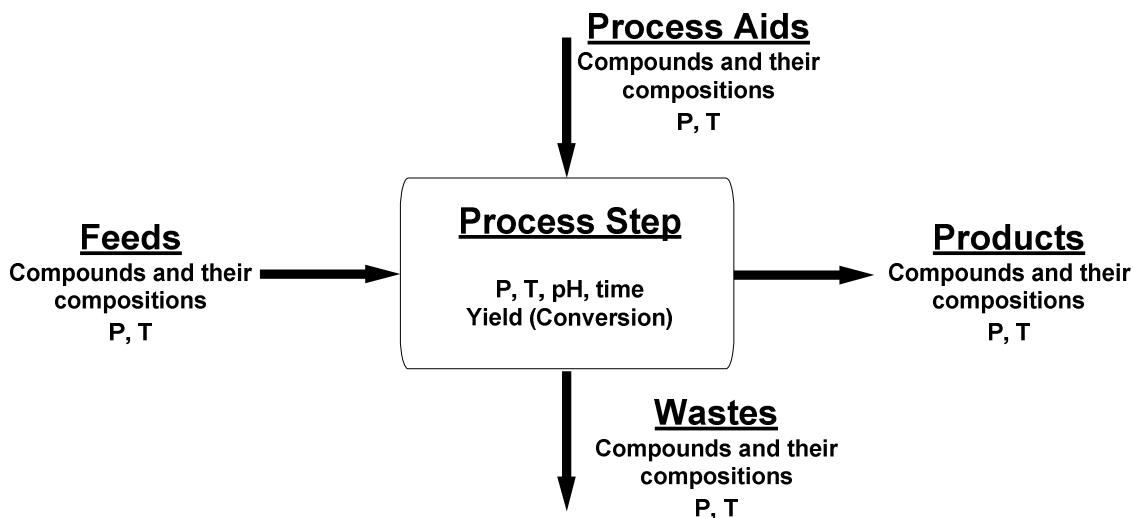 Process Aids
Compounds and their
compositions
P, T
Process Step
P, T, pH, time
Yield (Conversion)
Feeds
Compounds and their
compositions
P, T
Products
Compounds and their
compositions
P, T
Wastes
Compounds and their
compositions
P, T